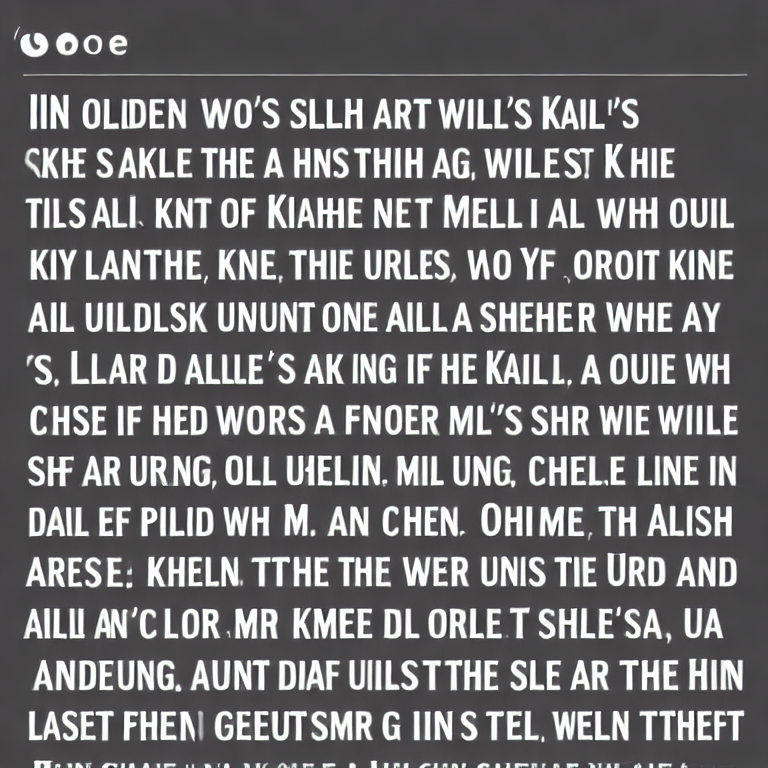 IIN OLIDEN WO'S SLLH ART WILL'S KAIL'S
SKHE SAKLE THE A HNSTHIH AG, WILEST KHIE
TILSALL. KNT OF KIAHHE NET MELL I AL WHH OUIL
KIY LANTHE, KNE, THIE URLES, WO YF OROIT KINE
AIL UILDLSK UNUNT ONE AILLA SHEHER WHE AY
'S, LLAR D ALLLE'S AK ING IF HE KAILL, A OUIE WH
CHSE IF HED WORS A FNOER ML''S SHR WIE WIILE
SHF AR URNG, OLL UHELIN. MIL UNG, CHELE LINE IN
DAIL EF PILID WH M. AN CHEN. OHIME, TH ALISH
ARESE: KHELN. TTHE THE WER UNIS TIE URD AND
AILU AN'C LOR, MR KMEE DL ORLE T SHLE'SA, UA
ANDEUNG. AUNT DIAF UIILSTTHE SLE AR THE HIN
LASET FHEN GEEUTSMR G IIN S TEL, WELN TTHEFT